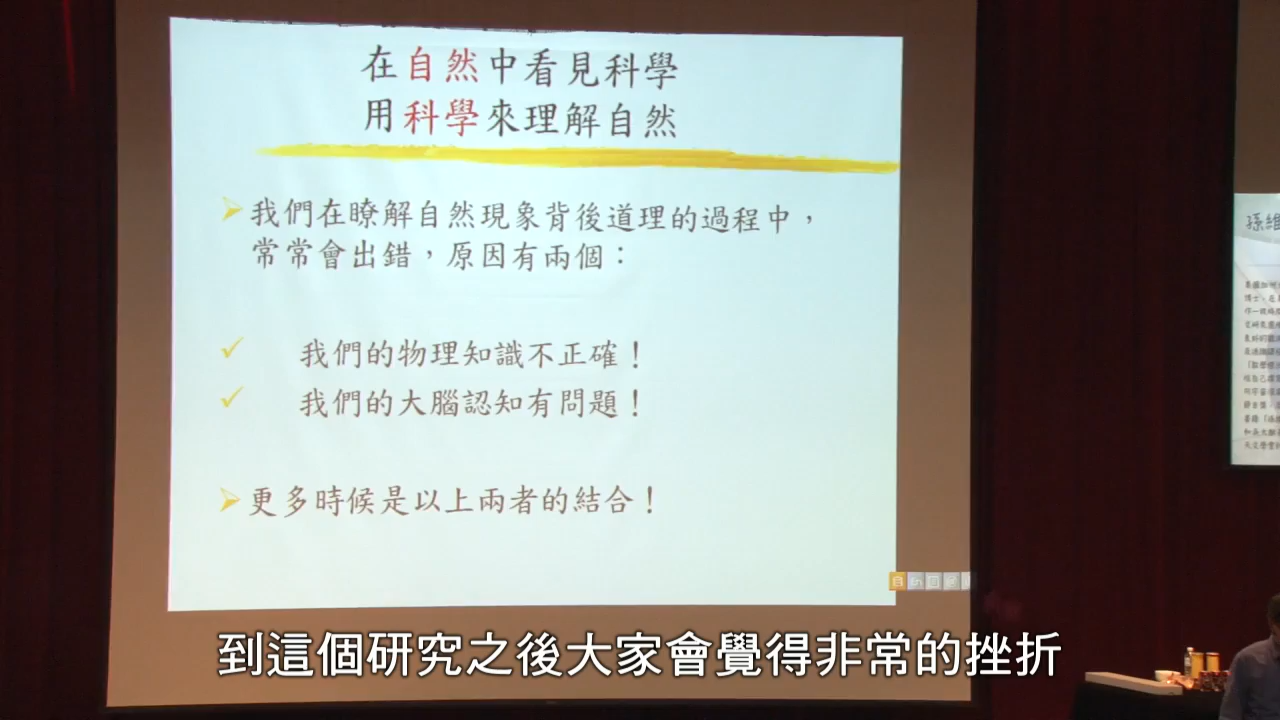 在自然中看見科學
用科學來理解自然
我們在瞭解自然現象背後道理的過程中，
常常會出錯，原因有兩個：
我們的物理知識不正確！
我們的大腦認知有問題！
更多時候是以上兩者的結合！
孫維
到這個研究之後大家會覺得非常的挫折